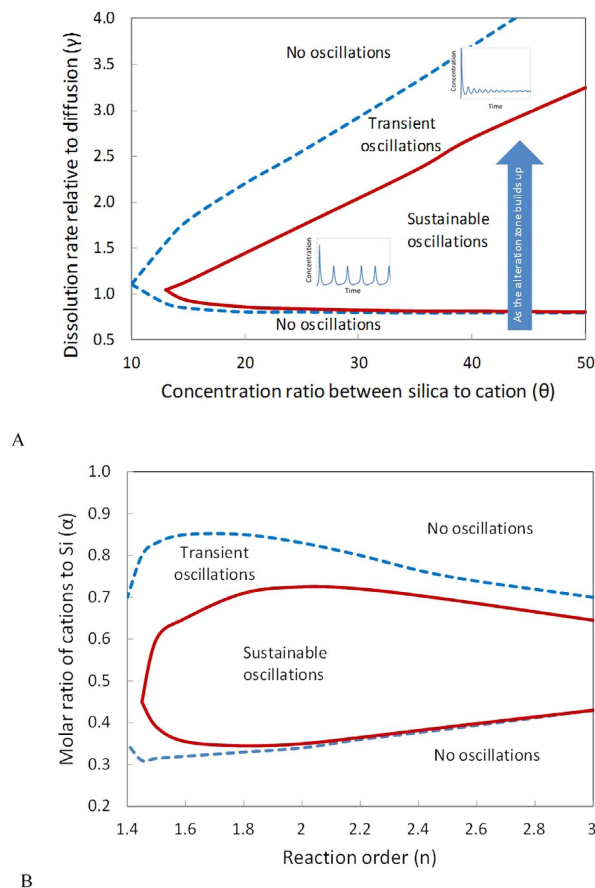 4.0
3.5
3.0
2.5
2.0
1.5
1.0
0.5
Dissolution rate relative to diffusion (γ)
No oscillations
Concentration
Time
Transient
oscillations
Sustainable
oscillations
As the alteration zone builds up
Concentration
Time
No oscillations
10
20
30
40
50
Concentration ratio between silica to cation (θ)
A
1.0
0.9
0.8
0.7
0.6
0.5
0.4
0.3
0.2
Molar ratio of cations to Si (α)
No oscillations
Transient
oscillations
Sustainable
oscillations
No oscillations
1.4
1.6
1.8
2
2.2
2.4
2.6
2.8
3
Reaction order (n)
B